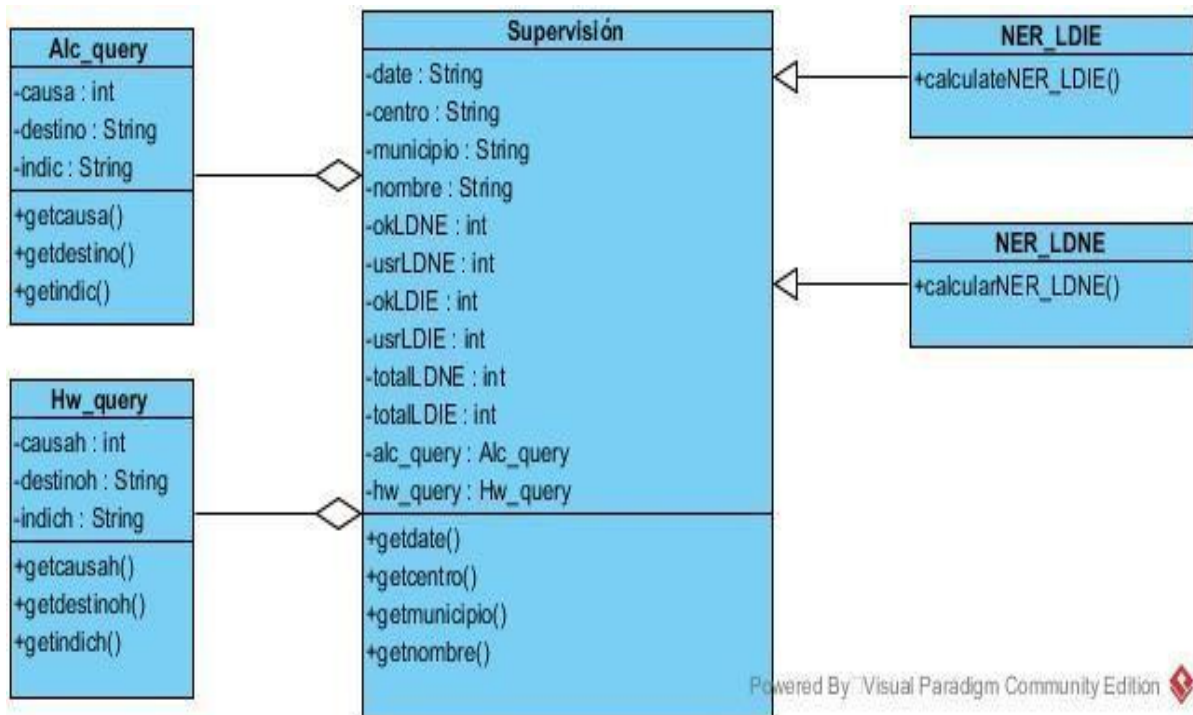 Alc_query
-causa : int
-destino : String
-indic : String
+getcausa()
+getdestino()
+getindic()
Hw_query
-causah : int
-destinoh : String
-indich : String
+getcausah()
+getdestinoh()
+getindich()
Supervisión
-date : String
-centro : String
-municipio : String
-nombre : String
-okLDNE : int
-usrLDNE : int
-okLDIE : int
-usrLDIE : int
-totalLDNE : int
-totalLDIE : int
-alc_query : Alc_query
-hw_query : Hw_query
+getdate()
+getcentro()
+getmunicipio()
+getnombre()
NER_LDIE
+calculateNER_LDIE()
NER_LDNE
+calcularNER_LDNE()
Powered By Visual Paradigm Community Edition